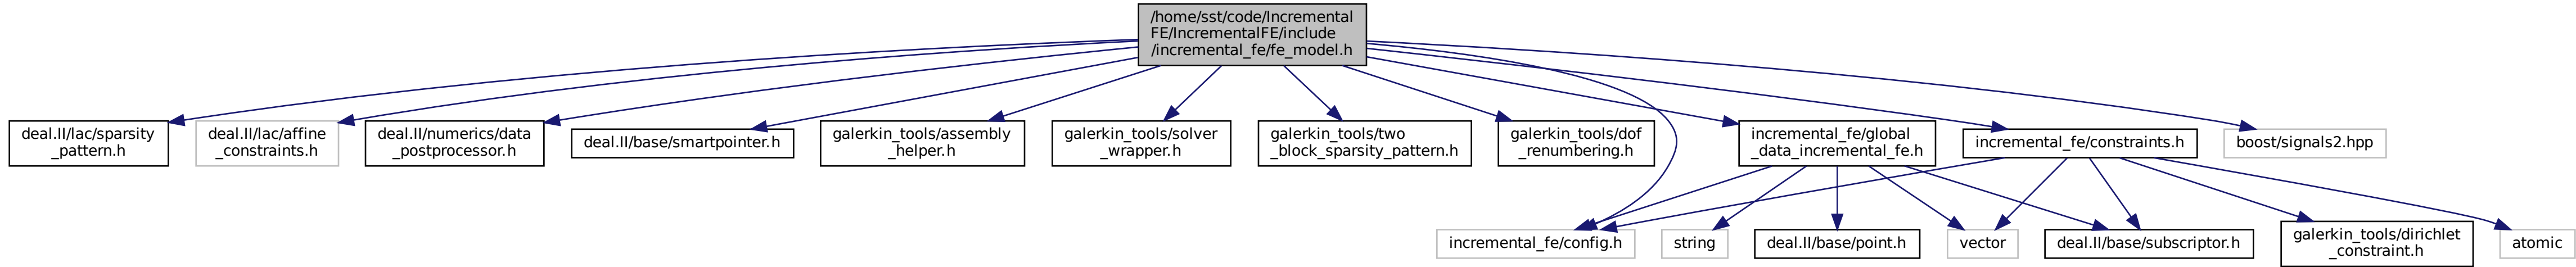 /home/sst/code/Incremental
FE/IncrementalFE/include
/incremental_fe/fe_model.h
deal.II/lac/sparsity
_pattern.h
deal.II/lac/affine
_constraints.h
deal.II/numerics/data
_postprocessor.h
deal.II/base/smartpointer.h
galerkin_tools/assembly
_helper.h
galerkin_tools/solver
_wrapper.h
galerkin_tools/two
_block_sparsity_pattern.h
galerkin_tools/dof
_renumbering.h
incremental_fe/global
_data_incremental_fe.h
incremental_fe/constraints.h
boost/signals2.hpp
incremental_fe/config.h
string
deal.II/base/point.h
vector
deal.II/base/subscriptor.h
galerkin_tools/dirichlet
_constraint.h
atomic